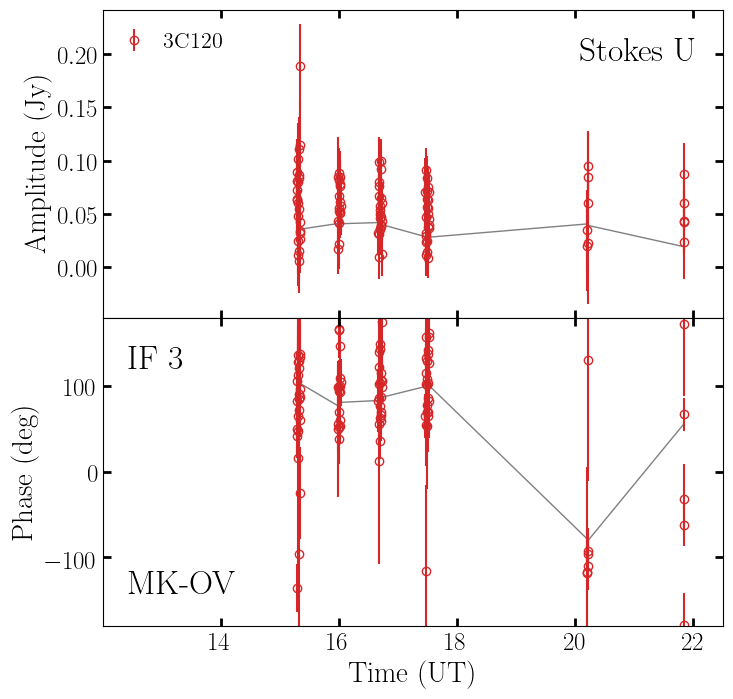 3C120
Stokes U
0.20
0.15
0.10
0.05
0.00
Amplitude (Jy)
IF 3
100
0
−100
Phase (deg)
MK-OV
14 16 18 20 22
Time (UT)